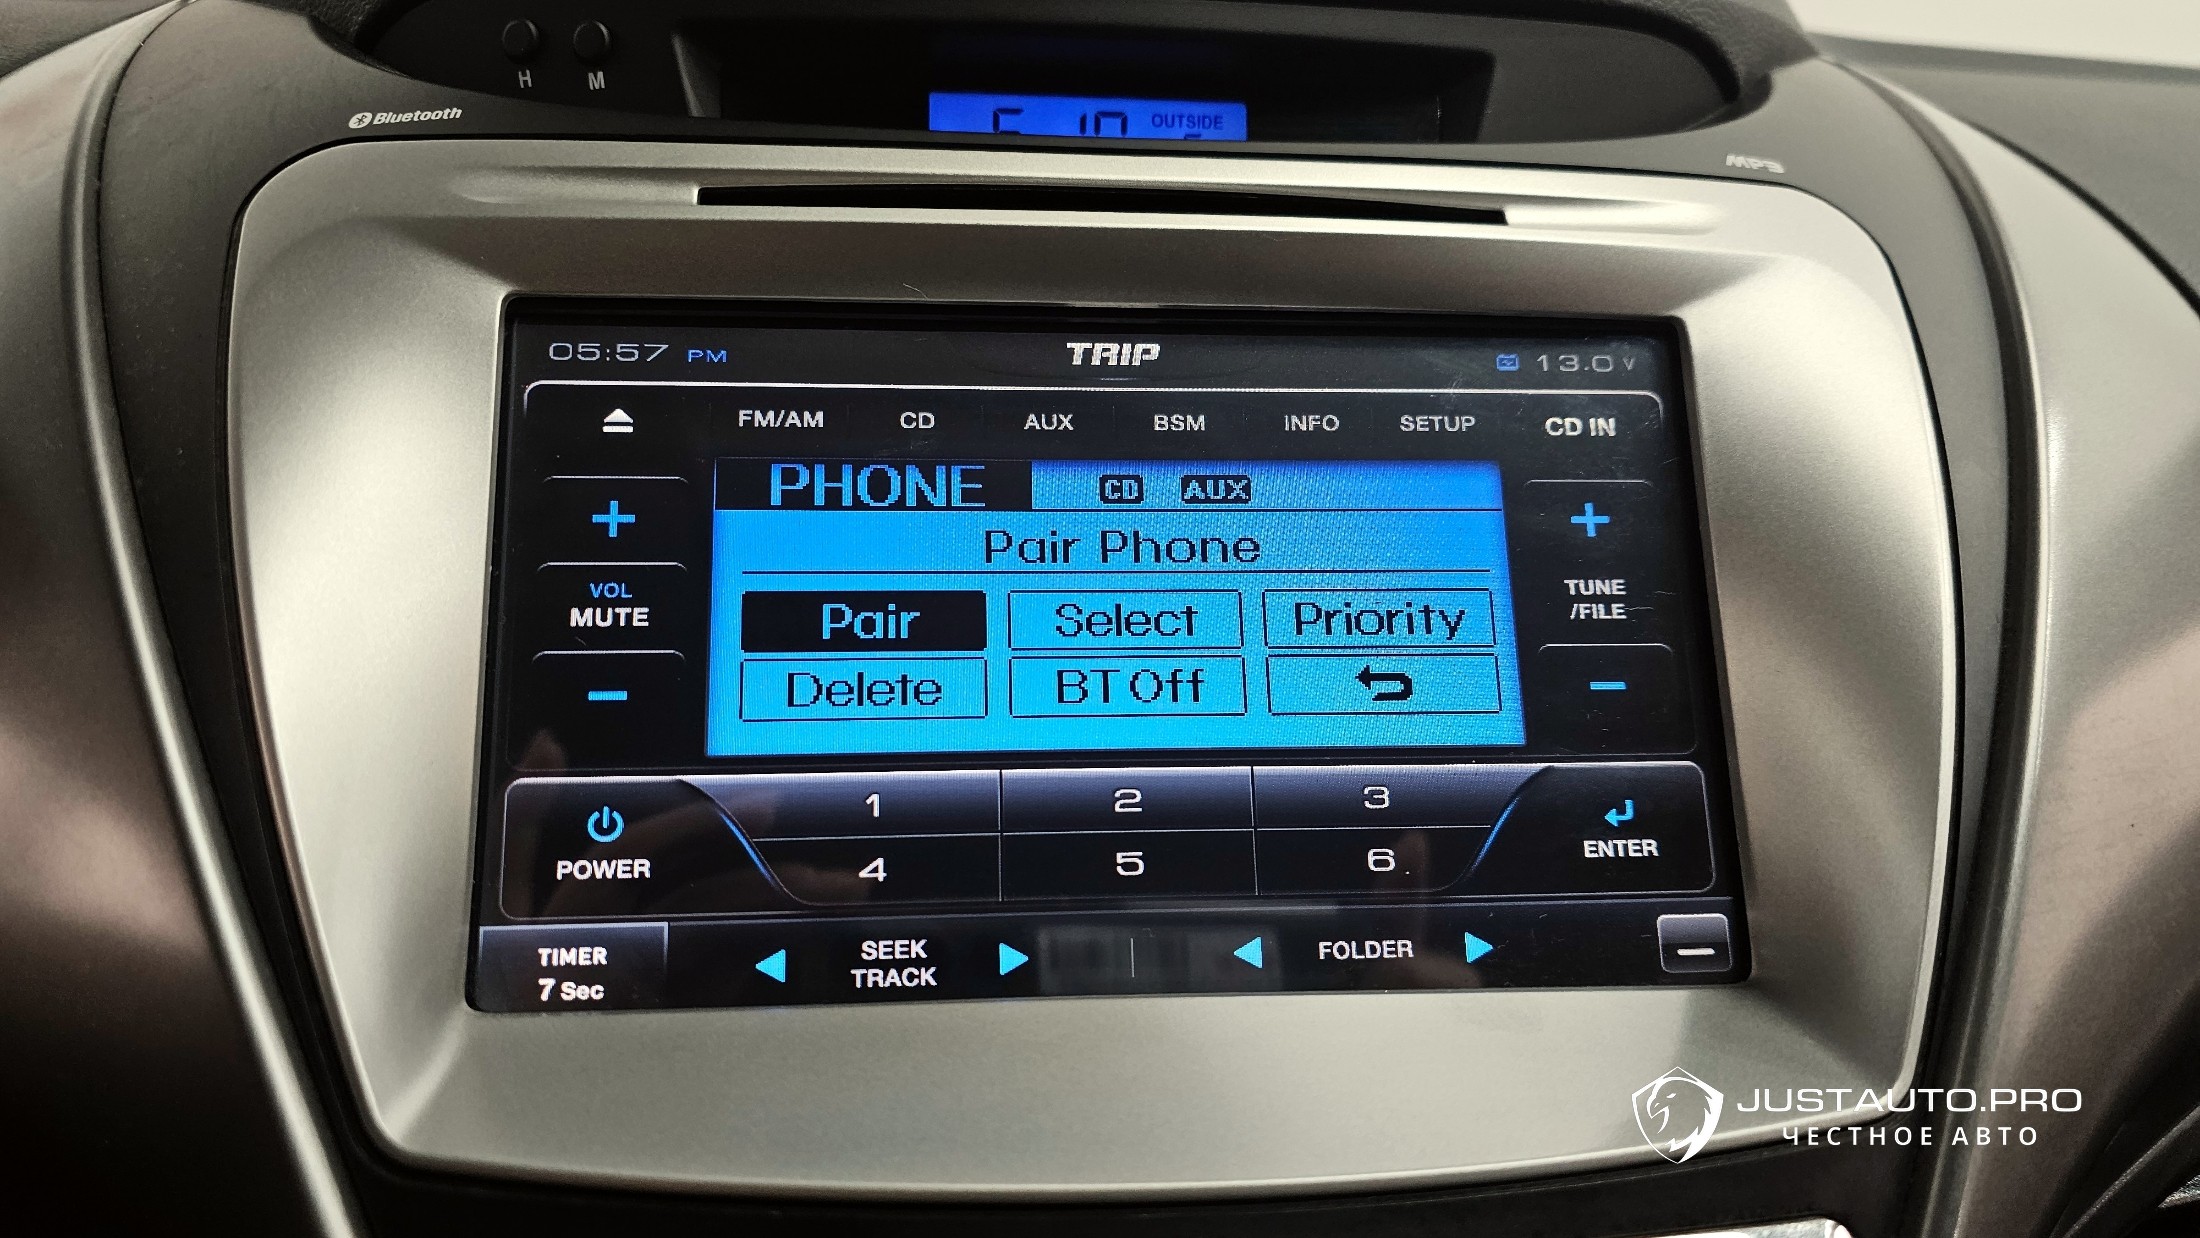 H M
Bluetooth
OUTSIDE
MP3
05:57 PM TRIP 13.0 V
FM/AM CD AUX BSM INFO SETUP CD IN
PHONE CD AUX
Pair Phone
VOL
MUTE
TUNE
/FILE
Pair Select Priority
Delete BT Off
1 2 3
4 5 6
POWER
ENTER
TIMER
7 Sec
SEEK
TRACK
FOLDER
JUSTAUTO.PRO
ЧЕСТНОЕ АВТО